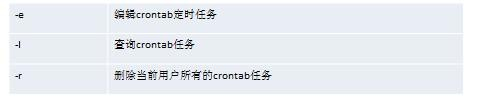 -e 编辑crontab定时任务
-l 查询crontab任务
-r 删除当前用户所有的crontab任务